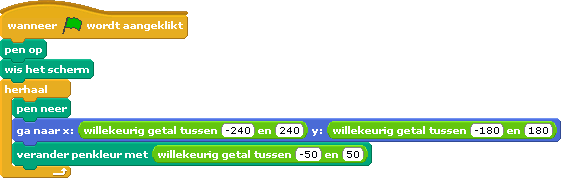 wanneer wordt aangeklikt
pen op
wis het scherm
herhaal
pen neer
ga naar x: willekeurig getal tussen -240 en 240 y: willekeurig getal tussen -180 en 180
verander penkleur met willekeurig getal tussen -50 en 50